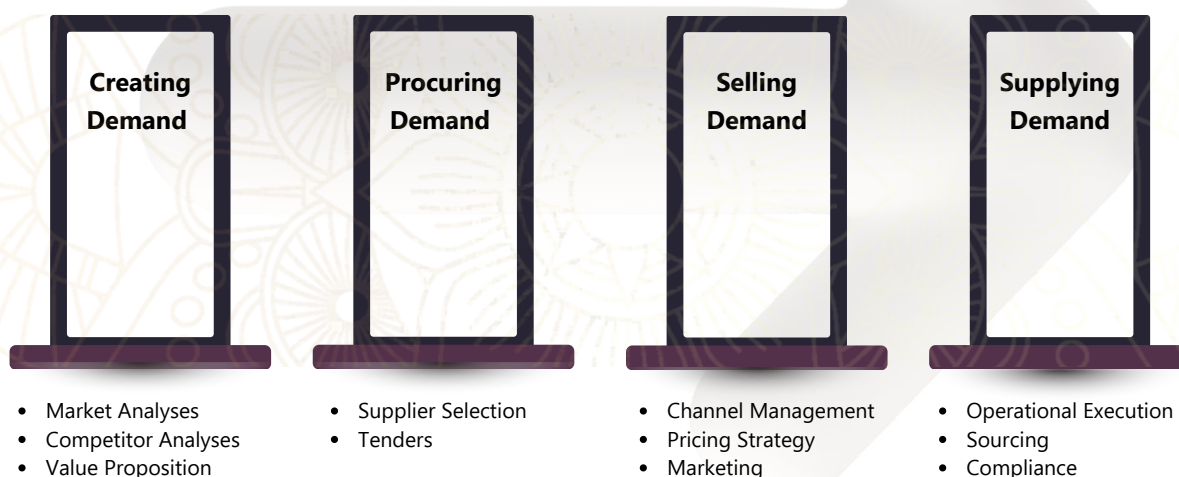 Creating
Demand
Procuring
Demand
Selling
Demand
Supplying
Demand
• Market Analyses
• Competitor Analyses
• Value Proposition
• Supplier Selection
• Tenders
• Channel Management
• Pricing Strategy
• Marketing
• Operational Execution
• Sourcing
• Compliance